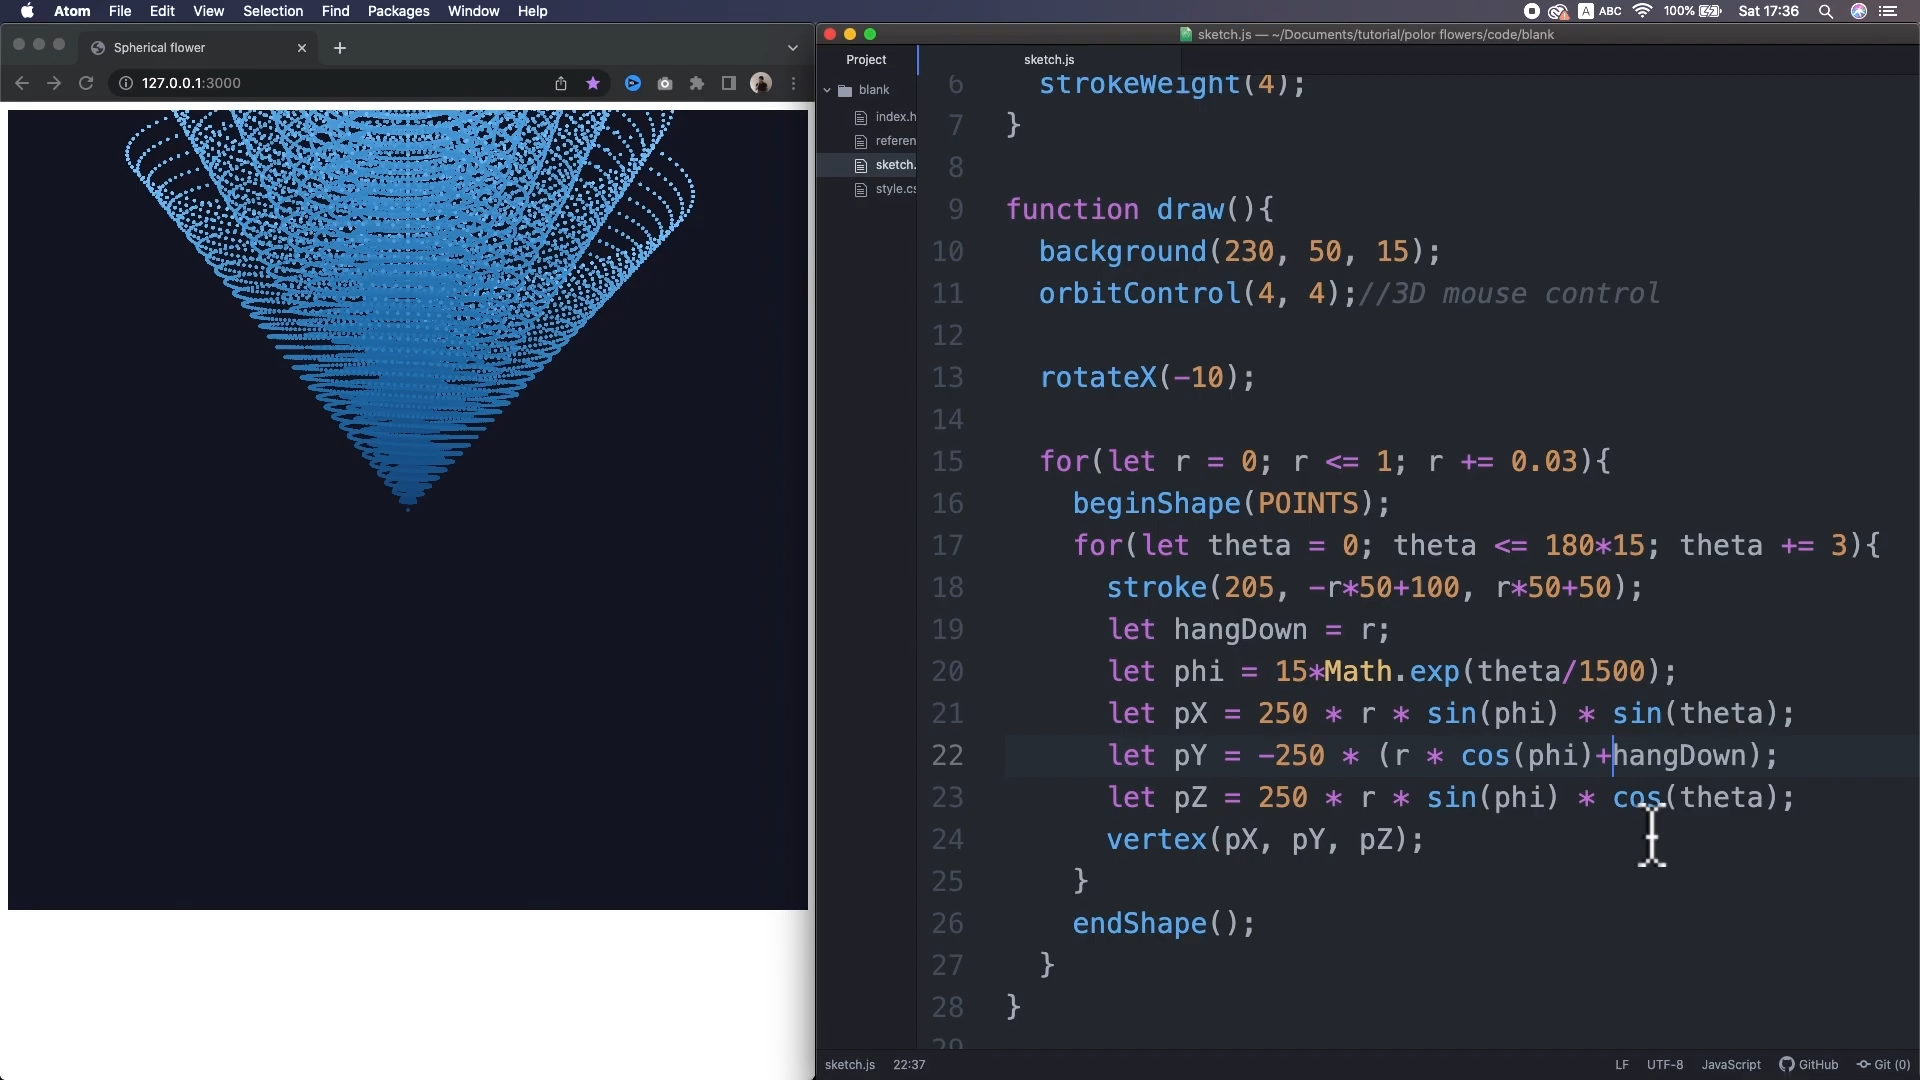 Atom File Edit View Selection Find Packages Window Help
A ABC 100% Sat 17:36
Spherical flower
127.0.0.1:3000
sketch.js — ~/Documents/tutorial/polor flowers/code/blank
Project
sketch.js
blank
index.h
referen
sketch.
style.cs
6 strokeWeight(4);
7 }
8
9 function draw(){
10 background(230, 50, 15);
11 orbitControl(4, 4);//3D mouse control
12
13 rotateX(-10);
14
15 for(let r = 0; r <= 1; r += 0.03){
16 beginShape(POINTS);
17 for(let theta = 0; theta <= 180*15; theta += 3){
18 stroke(205, -r*50+100, r*50+50);
19 let hangDown = r;
20 let phi = 15*Math.exp(theta/1500);
21 let pX = 250 * r * sin(phi) * sin(theta);
22 let pY = -250 * (r * cos(phi)+hangDown);
23 let pZ = 250 * r * sin(phi) * cos(theta);
24 vertex(pX, pY, pZ);
25 }
26 endShape();
27 }
28 }
29
sketch.js 22:37
LF UTF-8 JavaScript GitHub Git (0)